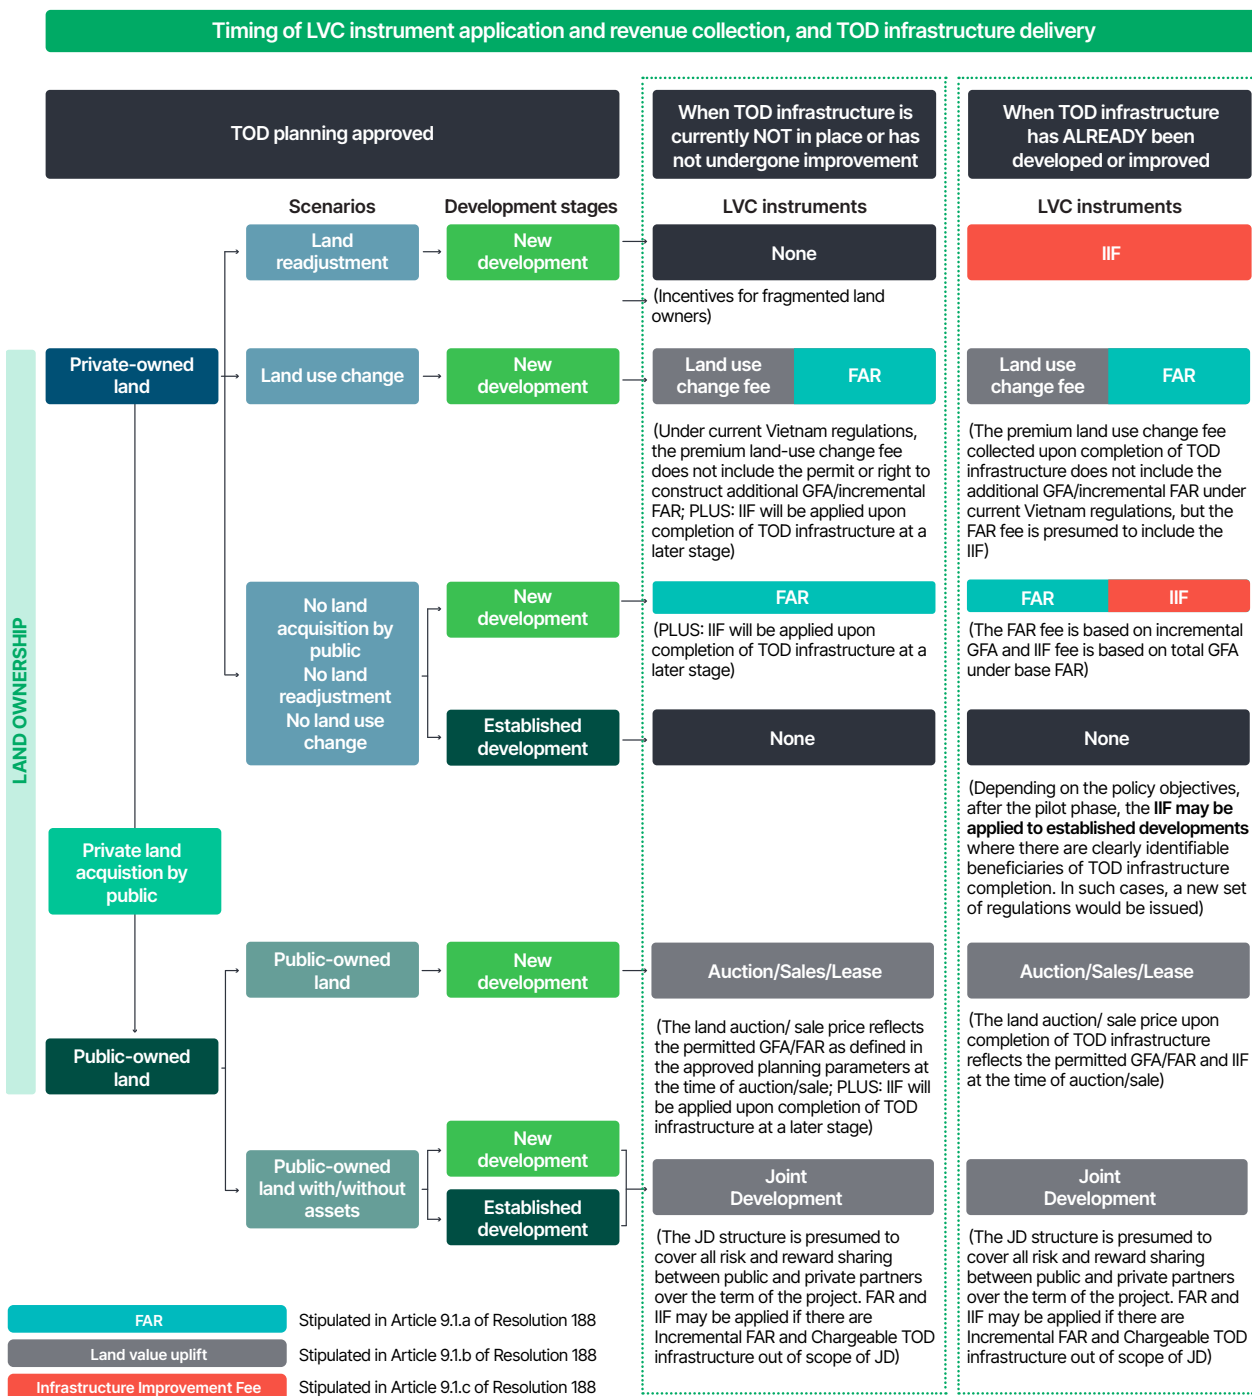 Timing of LVC instrument application and revenue collection, and TOD infrastructure delivery
TOD planning approved
When TOD infrastructure is
currently NOT in place or has
not undergone improvement
When TOD infrastructure
has ALREADY been
developed or improved
Scenarios
Development stages
LVC instruments
LVC instruments
Land
readjustment
New
development
None
IIF
(Incentives for fragmented land
owners)
LAND OWNERSHIP
Private-owned
land
Land use change
New
development
Land use
change fee
FAR
Land use
change fee
FAR
(Under current Vietnam regulations,
the premium land-use change fee
does not include the permit or right to
construct additional GFA/incremental
FAR; PLUS: IIF will be applied upon
completion of TOD infrastructure at a
later stage)
(The premium land use change fee
collected upon completion of TOD
infrastructure does not include the
additional GFA/incremental FAR under
current Vietnam regulations, but the
FAR fee is presumed to include the
IIF)
No land
acquisition by
public
No land
readjustment
No land use
change
New
development
FAR
FAR
IIF
(PLUS: IIF will be applied upon
completion of TOD infrastructure at a
later stage)
(The FAR fee is based on incremental
GFA and IIF fee is based on total GFA
under base FAR)
Established
development
None
None
(Depending on the policy objectives,
after the pilot phase, the IIF may be
applied to established developments
where there are clearly identifiable
beneficiaries of TOD infrastructure
completion. In such cases, a new set
of regulations would be issued)
Private land
acquistion by
public
Public-owned
land
Public-owned
land
New
development
Auction/Sales/Lease
Auction/Sales/Lease
(The land auction/ sale price reflects
the permitted GFA/FAR as defined in
the approved planning parameters at
the time of auction/sale; PLUS: IIF will
be applied upon completion of TOD
infrastructure at a later stage)
(The land auction/ sale price upon
completion of TOD infrastructure
reflects the permitted GFA/FAR and IIF
at the time of auction/sale)
Public-owned
land with/without
assets
New
development
Established
development
Joint
Development
Joint
Development
(The JD structure is presumed to
cover all risk and reward sharing
between public and private partners
over the term of the project. FAR and
IIF may be applied if there are
Incremental FAR and Chargeable TOD
infrastructure out of scope of JD)
(The JD structure is presumed to
cover all risk and reward sharing
between public and private partners
over the term of the project. FAR and
IIF may be applied if there are
Incremental FAR and Chargeable TOD
infrastructure out of scope of JD)
FAR
Stipulated in Article 9.1.a of Resolution 188
Land value uplift
Stipulated in Article 9.1.b of Resolution 188
Infrastructure Improvement Fee
Stipulated in Article 9.1.c of Resolution 188